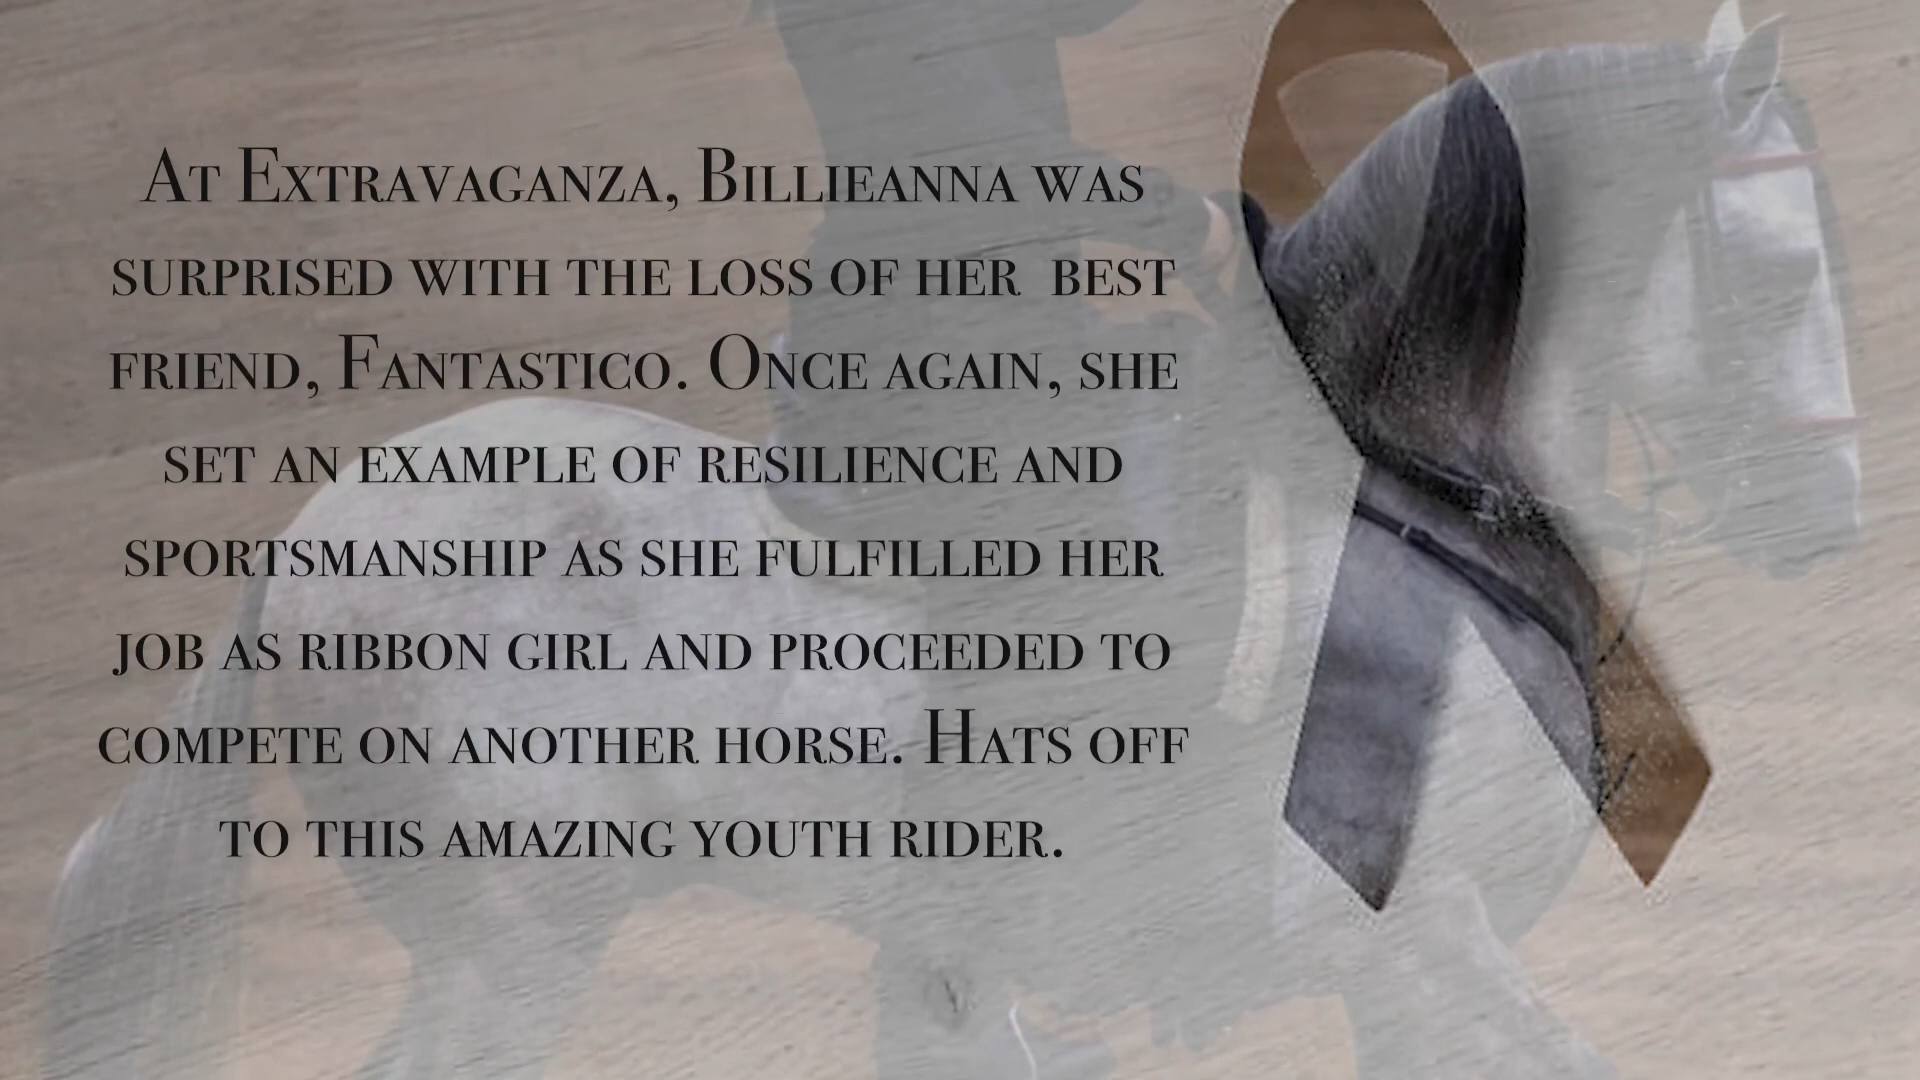 At Extravaganza, Billieanna was
surprised with the loss of her best
friend, Fantastico. Once again, she
set an example of resilience and
sportsmanship as she fulfilled her
job as ribbon girl and proceeded to
compete on another horse. Hats off
to this amazing youth rider.